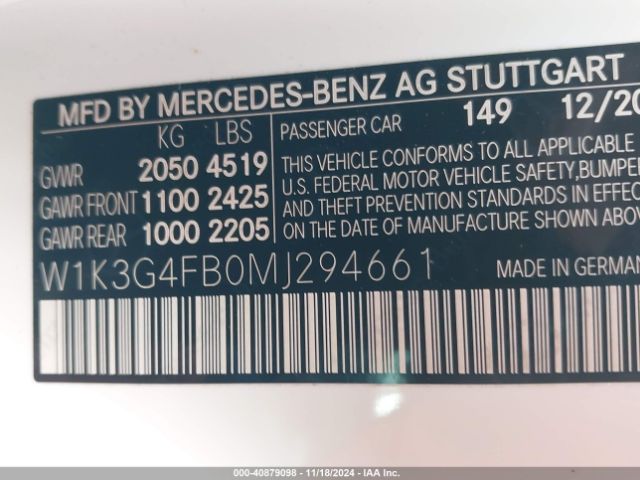 MFD BY MERCEDES-BENZ AG STUTTGART
KG LBS
GVWR 2050 4519
GAWR FRONT 1100 2425
GAWR REAR 1000 2205
PASSENGER CAR 149 12/20
THIS VEHICLE CONFORMS TO ALL APPLICABLE
U.S. FEDERAL MOTOR VEHICLE SAFETY,BUMPER
AND THEFT PREVENTION STANDARDS IN EFFECT
ON THE DATE OF MANUFACTURE SHOWN ABOVE
W1K3G4FB0MJ294661
MADE IN GERMAN
© (00-40879098 - 11/18/2024 - IAA Inc.)